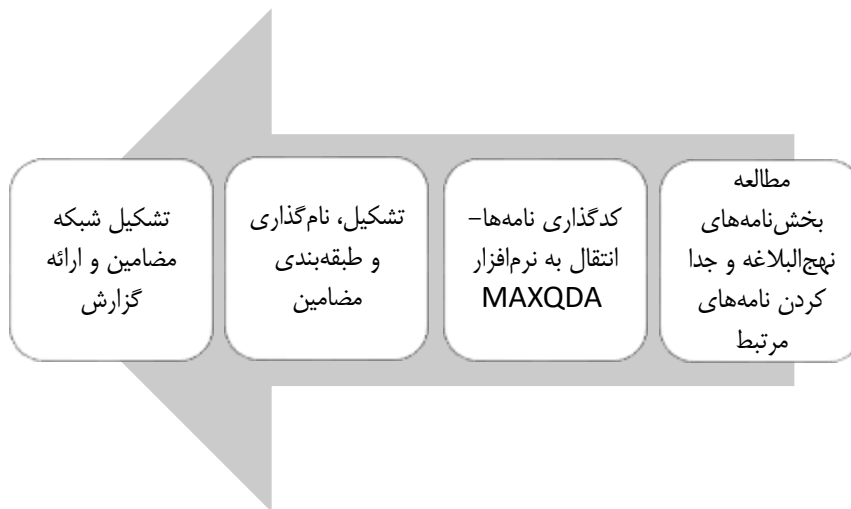 مطالعه
بخش‌نامه‌های
نهج‌البلاغه و جدا
کردن نامه‌های
مرتبط
کدگذاری نامه‌ها–
انتقال به نرم‌افزار
MAXQDA
تشکیل، نام‌گذاری
و طبقه‌بندی
مضامین
تشکیل شبکه
مضامین و ارائه
گزارش